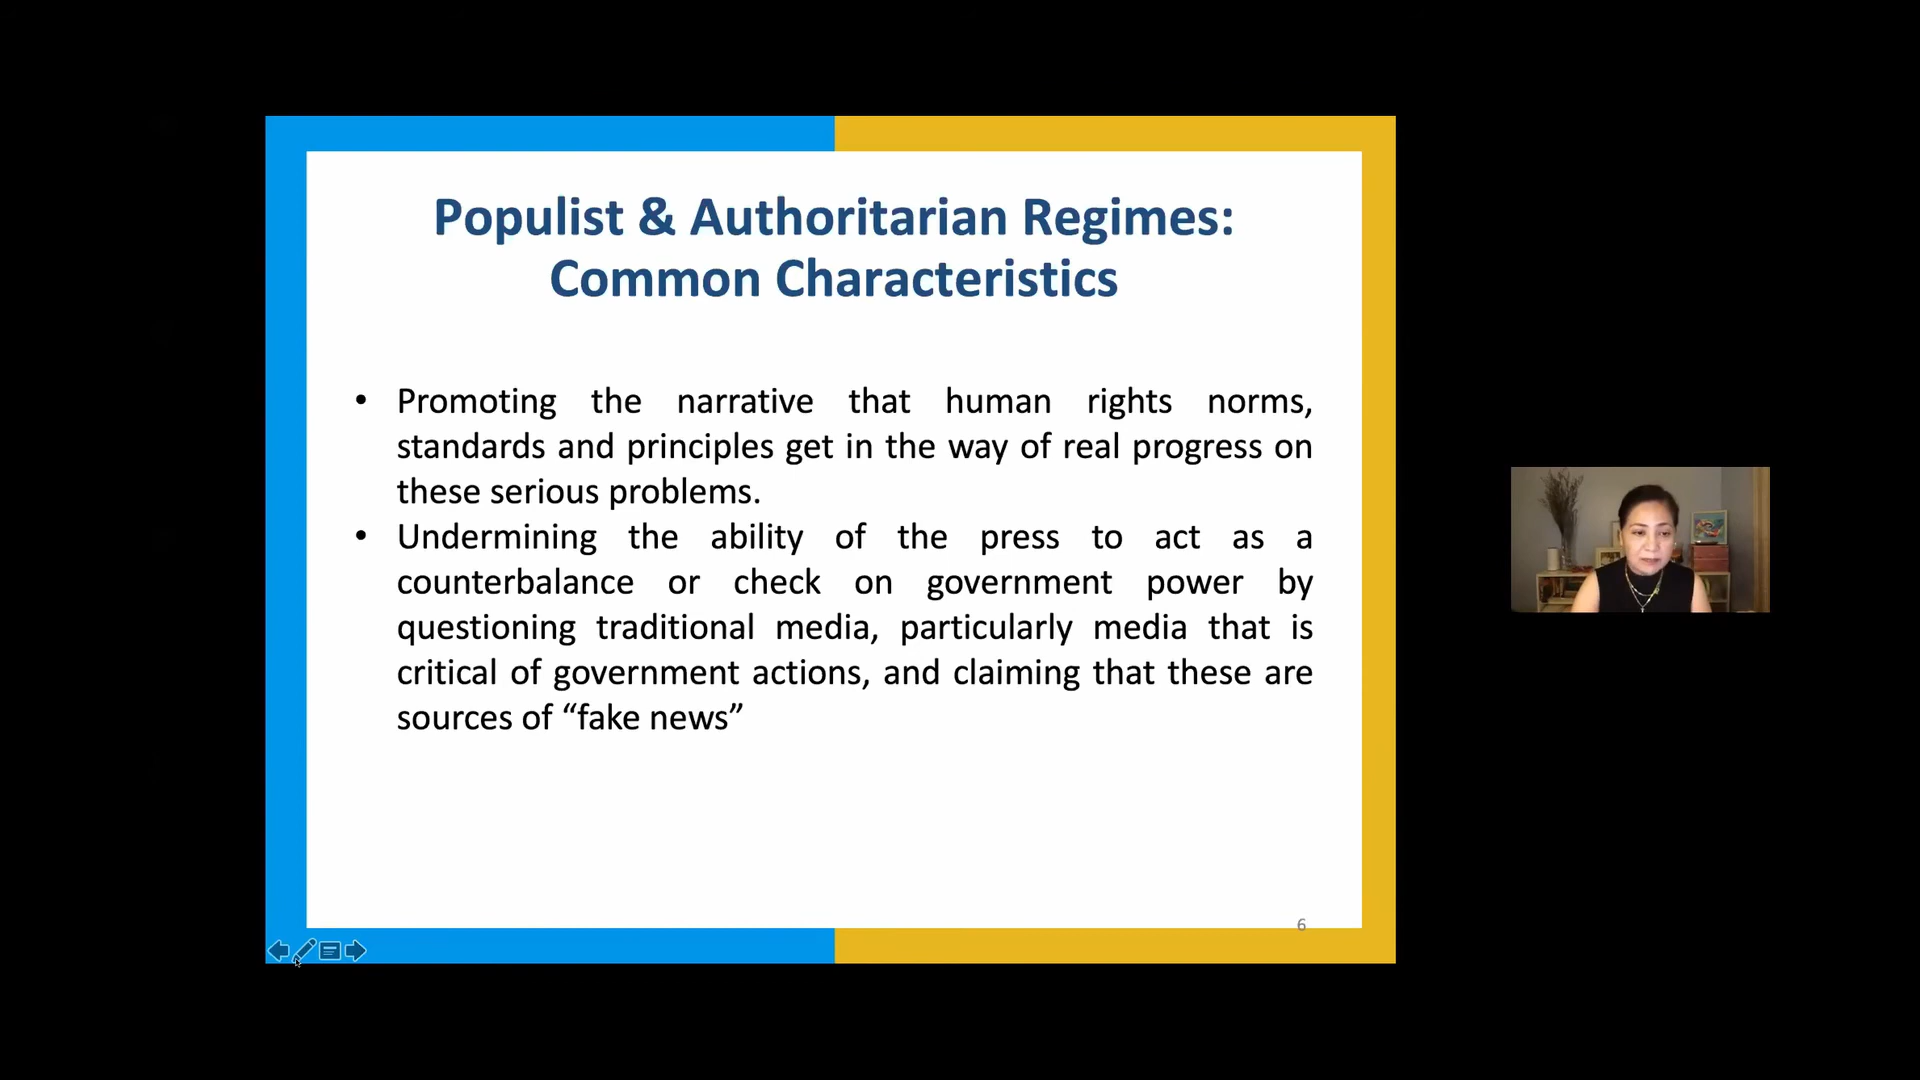 Populist & Authoritarian Regimes:
Common Characteristics
• Promoting the narrative that human rights norms,
standards and principles get in the way of real progress on
these serious problems.
• Undermining the ability of the press to act as a
counterbalance or check on government power by
questioning traditional media, particularly media that is
critical of government actions, and claiming that these are
sources of “fake news”
6